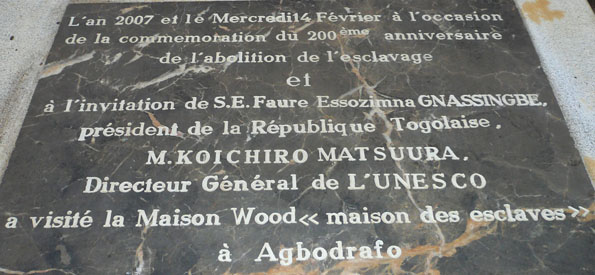 L'an 2007 et le Mercredi14 Février à l'occasion
de la commemoration du 200ème anniversaire
de l'abolition de l'esclavage
et
à l'invitation de S.E. Faure Essozimna GNASSINGBE,
président de la République Togolaise,
M.KOICHIRO MATSUURA,
Directeur Général de L'UNESCO
a visité la Maison Wood «maison des esclaves»
à Agbodrafo